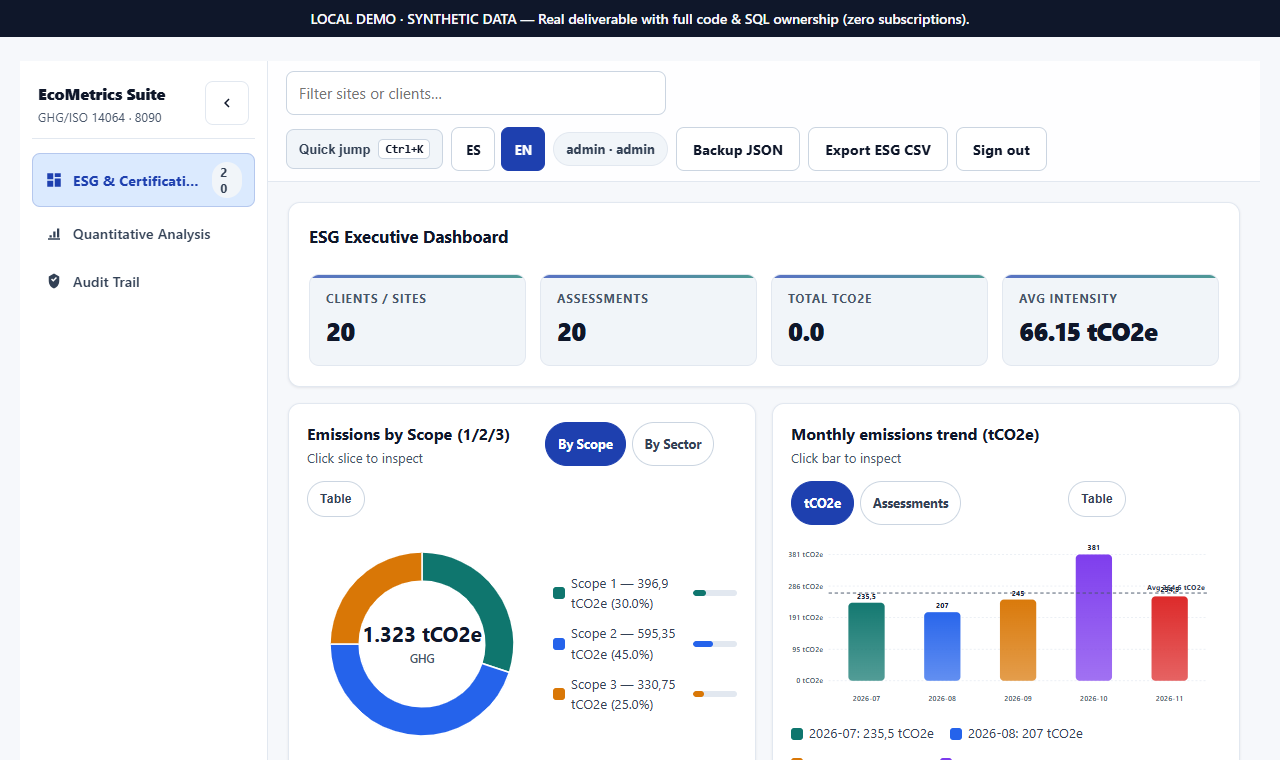 LOCAL DEMO · SYNTHETIC DATA — Real deliverable with full code & SQL ownership (zero subscriptions).
EcoMetrics Suite
GHG/ISO 14064 · 8090
ESG & Certificati...
2
0
Quantitative Analysis
Audit Trail
Filter sites or clients...
Quick jump Ctrl+K ES EN admin · admin Backup JSON Export ESG CSV Sign out
ESG Executive Dashboard
CLIENTS / SITES
20
ASSESSMENTS
20
TOTAL TCO2E
0.0
AVG INTENSITY
66.15 tCO2e
Emissions by Scope (1/2/3)
Click slice to inspect
By Scope By Sector
Table
1.323 tCO2e
GHG
Scope 1 — 396,9
tCO2e (30.0%)
Scope 2 — 595,35
tCO2e (45.0%)
Scope 3 — 330,75
tCO2e (25.0%)
Monthly emissions trend (tCO2e)
Click bar to inspect
tCO2e Assessments Table
381 tCO2e
286 tCO2e
191 tCO2e
95 tCO2e
0 tCO2e
235,5
207
245
381
2026-07 2026-08 2026-09 2026-10 2026-11
2026-07: 235,5 tCO2e 2026-08: 207 tCO2e